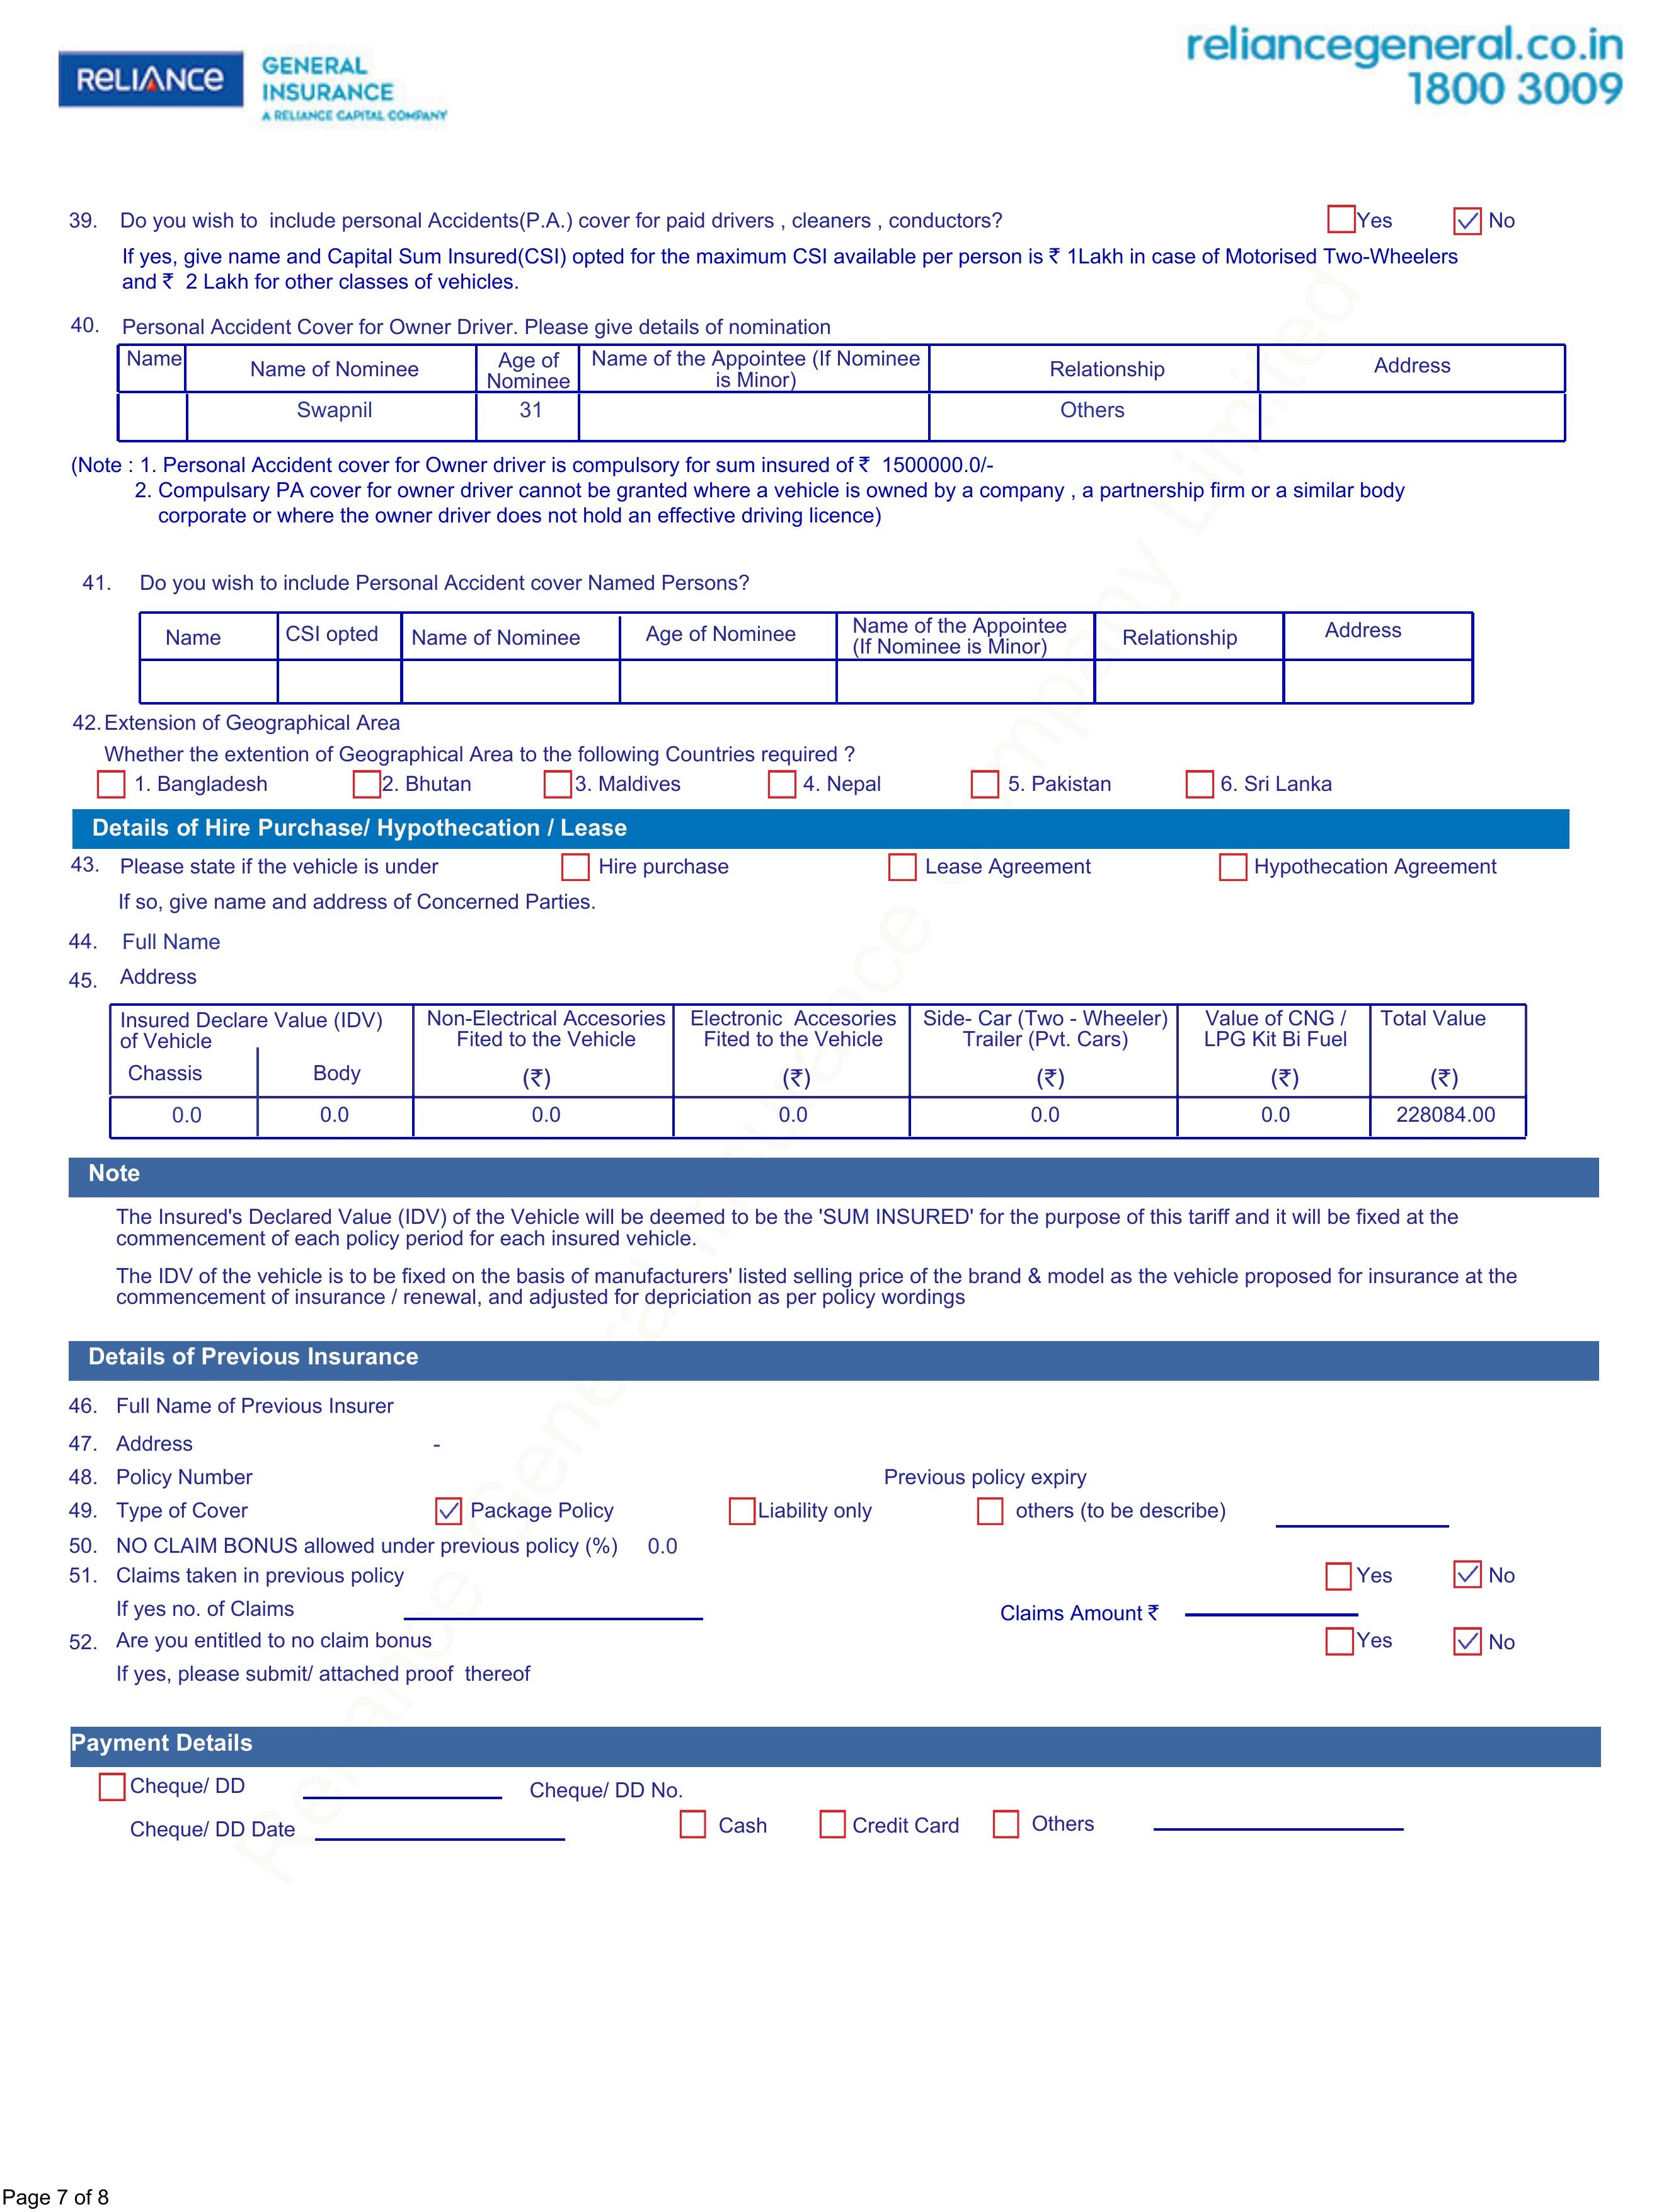 RELIANCE
GENERAL
INSURANCE
A RELIANCE CAPITAL COMPANY
reliancegeneral.co.in
1800 3009
39. Do you wish to include personal Accidents(P.A.) cover for paid drivers , cleaners , conductors? Yes No
If yes, give name and Capital Sum Insured(CSI) opted for the maximum CSI available per person is ₹ 1Lakh in case of Motorised Two-Wheelers
and ₹ 2 Lakh for other classes of vehicles.
40. Personal Accident Cover for Owner Driver. Please give details of nomination
Name Name of Nominee Age of Nominee Name of the Appointee (If Nominee is Minor) Relationship Address
Swapnil 31 Others
(Note : 1. Personal Accident cover for Owner driver is compulsory for sum insured of ₹ 1500000.0/-
2. Compulsary PA cover for owner driver cannot be granted where a vehicle is owned by a company , a partnership firm or a similar body
corporate or where the owner driver does not hold an effective driving licence)
41. Do you wish to include Personal Accident cover Named Persons?
Name CSI opted Name of Nominee Age of Nominee Name of the Appointee (If Nominee is Minor) Relationship Address
42. Extension of Geographical Area
Whether the extention of Geographical Area to the following Countries required ?
1. Bangladesh 2. Bhutan 3. Maldives 4. Nepal 5. Pakistan 6. Sri Lanka
Details of Hire Purchase/ Hypothecation / Lease
43. Please state if the vehicle is under Hire purchase Lease Agreement Hypothecation Agreement
If so, give name and address of Concerned Parties.
44. Full Name
45. Address
Insured Declare Value (IDV) Non-Electrical Accesories Electronic Accesories Side- Car (Two - Wheeler) Value of CNG / Total Value
of Vehicle Fited to the Vehicle Fited to the Vehicle Trailer (Pvt. Cars) LPG Kit Bi Fuel
Chassis Body (₹) (₹) (₹) (₹) (₹)
0.0 0.0 0.0 0.0 0.0 0.0 228084.00
Note
The Insured's Declared Value (IDV) of the Vehicle will be deemed to be the 'SUM INSURED' for the purpose of this tariff and it will be fixed at the
commencement of each policy period for each insured vehicle.
The IDV of the vehicle is to be fixed on the basis of manufacturers' listed selling price of the brand & model as the vehicle proposed for insurance at the
commencement of insurance / renewal, and adjusted for depriciation as per policy wordings
Details of Previous Insurance
46. Full Name of Previous Insurer
47. Address -
48. Policy Number Previous policy expiry
49. Type of Cover Package Policy Liability only others (to be describe)
50. NO CLAIM BONUS allowed under previous policy (%) 0.0
51. Claims taken in previous policy Yes No
If yes no. of Claims Claims Amount ₹
52. Are you entitled to no claim bonus Yes No
If yes, please submit/ attached proof thereof
Payment Details
Cheque/ DD Cheque/ DD No.
Cheque/ DD Date Cash Credit Card Others
Reliance General Insurance Company Limited
Page 7 of 8